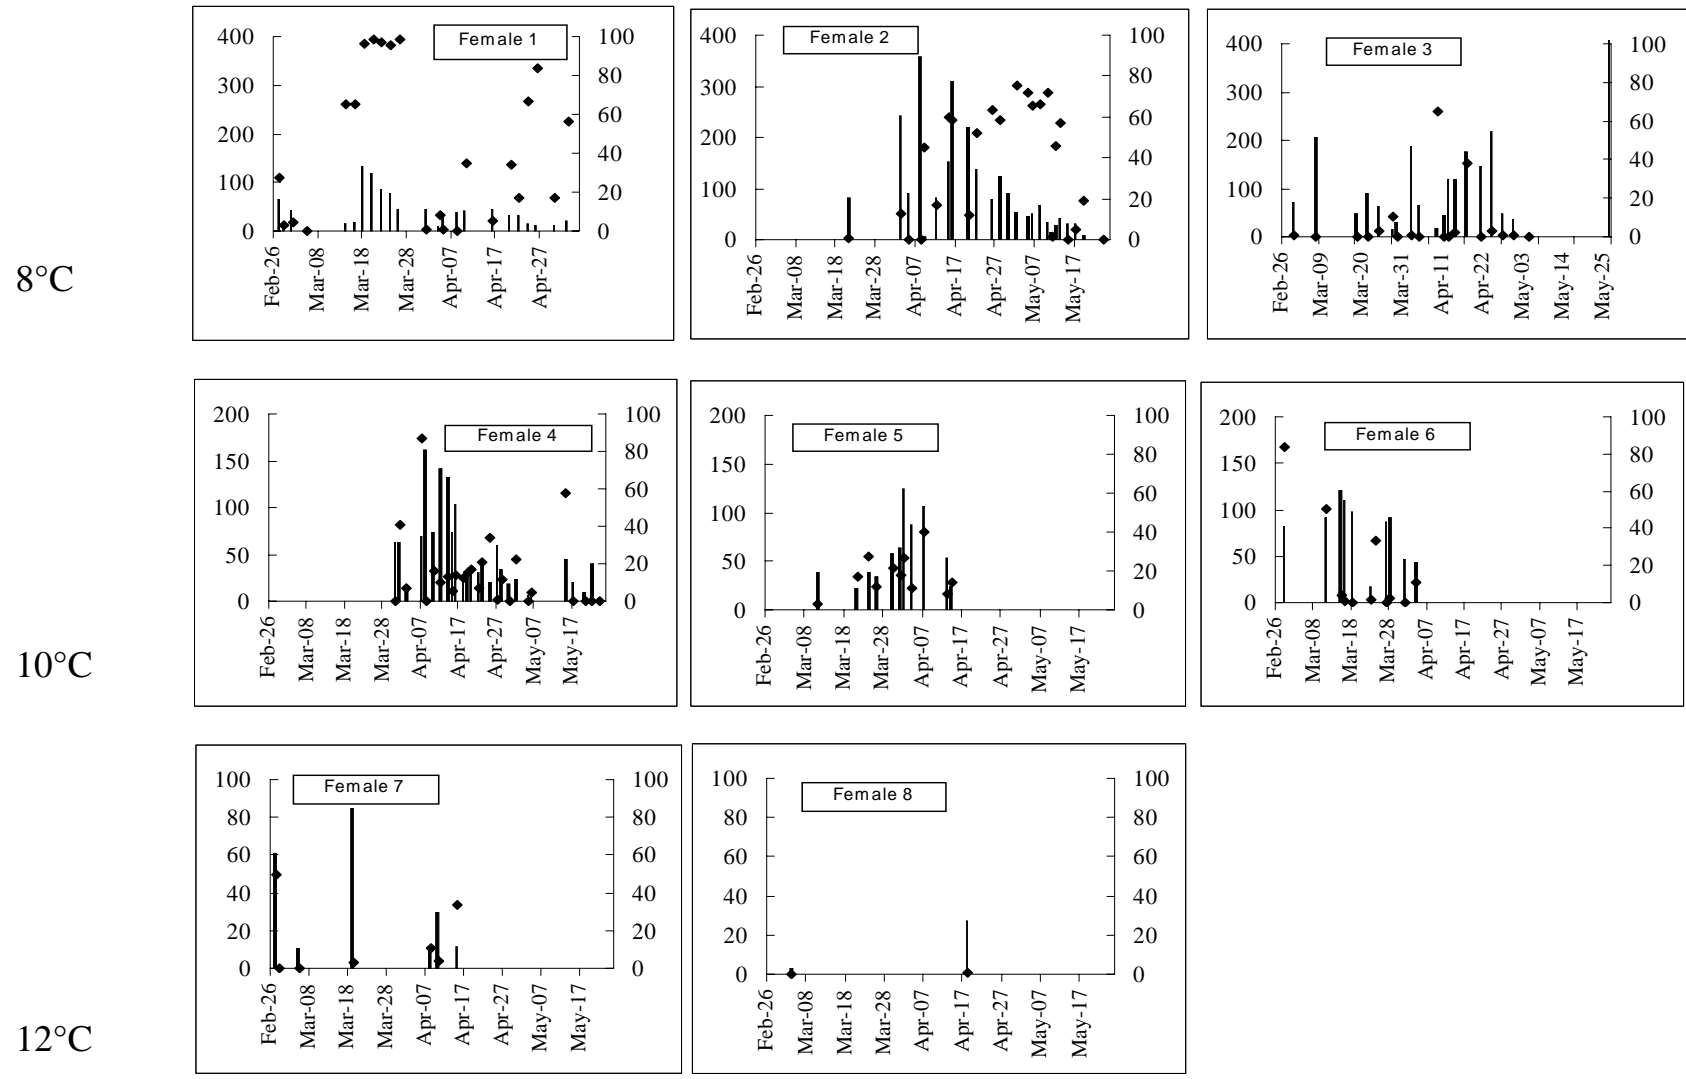 Female 1
400
300
200
100
0
100
80
60
40
20
0
Feb-26
Mar-08
Mar-18
Mar-28
Apr-07
Apr-17
Apr-27
Female 2
400
300
200
100
0
100
80
60
40
20
0
Feb-26
Mar-08
Mar-18
Mar-28
Apr-07
Apr-17
Apr-27
May-07
May-17
Female 3
400
300
200
100
0
100
80
60
40
20
0
Feb-26
Mar-09
Mar-20
Mar-31
Apr-11
Apr-22
May-03
May-14
May-25
8°C
Female 4
200
150
100
50
0
100
80
60
40
20
0
Feb-26
Mar-08
Mar-18
Mar-28
Apr-07
Apr-17
Apr-27
May-07
May-17
Female 5
200
150
100
50
0
100
80
60
40
20
0
Feb-26
Mar-08
Mar-18
Mar-28
Apr-07
Apr-17
Apr-27
May-07
May-17
Female 6
200
150
100
50
0
100
80
60
40
20
0
Feb-26
Mar-08
Mar-18
Mar-28
Apr-07
Apr-17
Apr-27
May-07
May-17
10°C
Female 7
100
80
60
40
20
0
100
80
60
40
20
0
Feb-26
Mar-08
Mar-18
Mar-28
Apr-07
Apr-17
Apr-27
May-07
May-17
Female 8
100
80
60
40
20
0
100
80
60
40
20
0
Feb-26
Mar-08
Mar-18
Mar-28
Apr-07
Apr-17
Apr-27
May-07
May-17
12°C